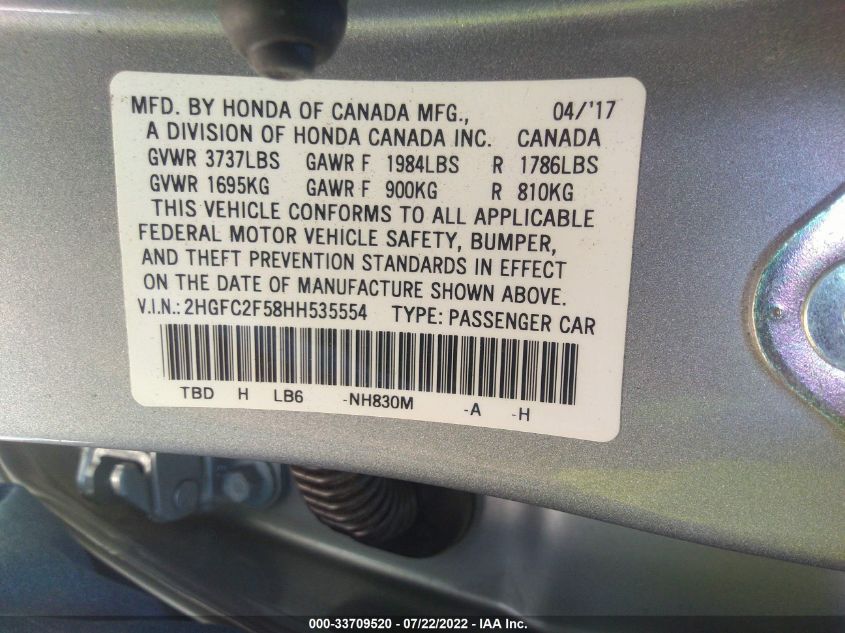 MFD. BY HONDA OF CANADA MFG., 04/'17
A DIVISION OF HONDA CANADA INC. CANADA
GVWR 3737LBS GAWR F 1984LBS R 1786LBS
GVWR 1695KG GAWR F 900KG R 810KG
THIS VEHICLE CONFORMS TO ALL APPLICABLE
FEDERAL MOTOR VEHICLE SAFETY, BUMPER,
AND THEFT PREVENTION STANDARDS IN EFFECT
ON THE DATE OF MANUFACTURE SHOWN ABOVE.
V.I.N.: 2HGFC2F58HH535554 TYPE: PASSENGER CAR
TBD H LB6 -NH830M -A -H
000-33709520 - 07/22/2022 - IAA Inc.